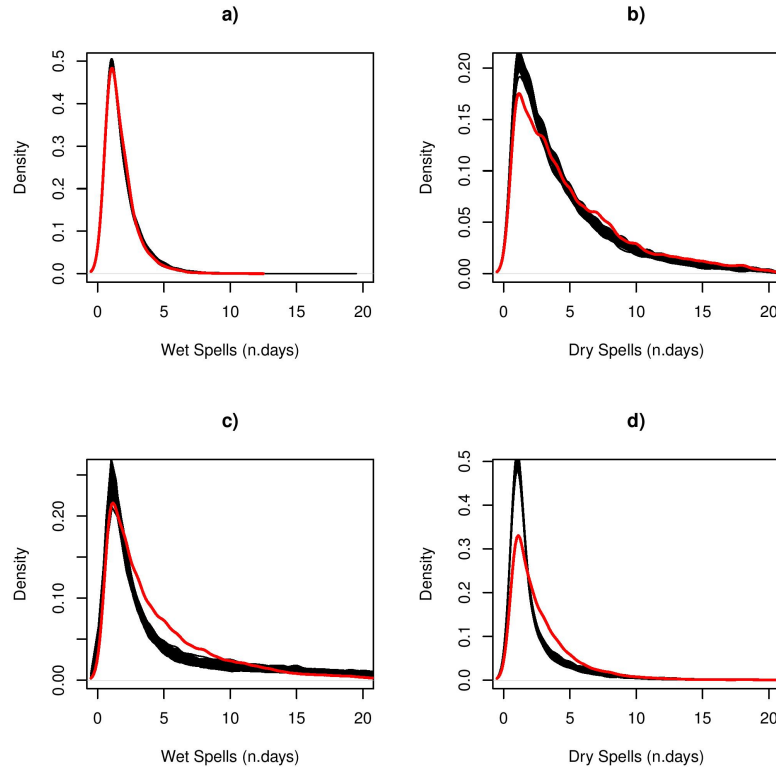 a)
Density
0.0 0.1 0.2 0.3 0.4 0.5
0 5 10 15 20
Wet Spells (n.days)
b)
Density
0.00 0.05 0.10 0.15 0.20
0 5 10 15 20
Dry Spells (n.days)
c)
Density
0.00 0.10 0.20
0 5 10 15 20
Wet Spells (n.days)
d)
Density
0.0 0.1 0.2 0.3 0.4 0.5
0 5 10 15 20
Dry Spells (n.days)